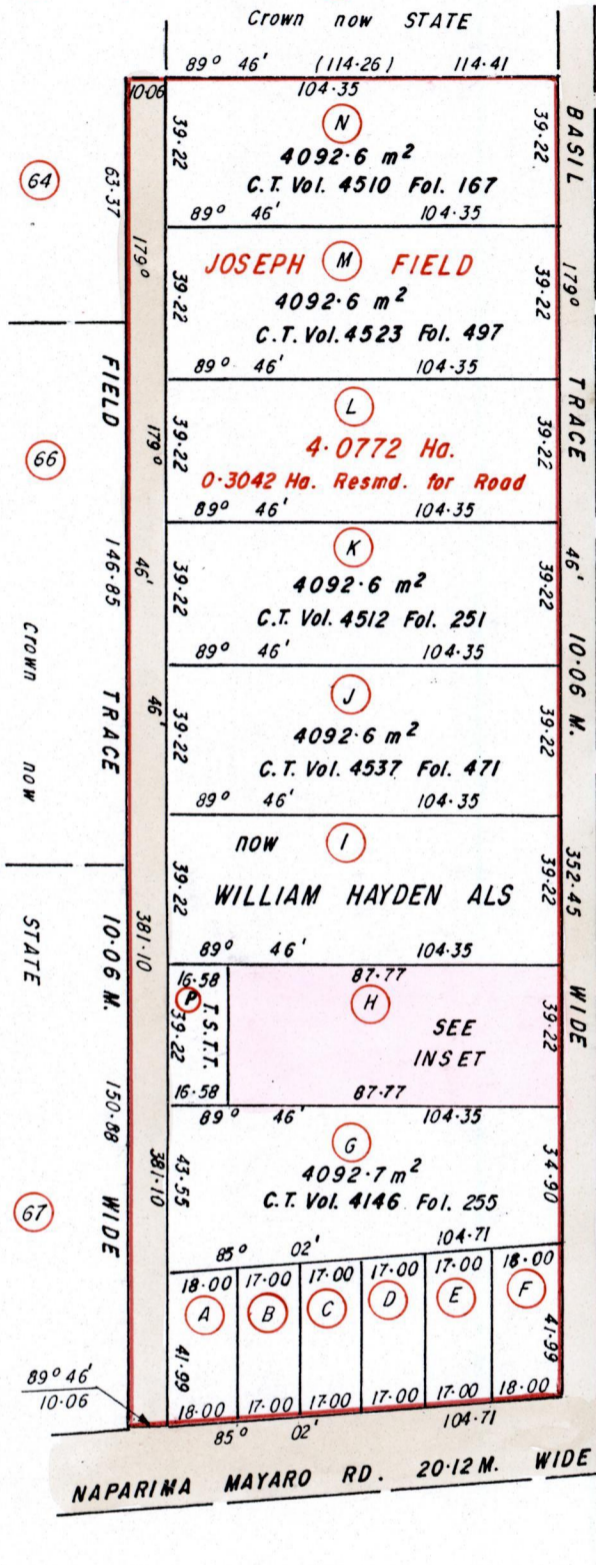 Crown now STATE
89° 46' (114·26) 114·41
10·06 104·35
N
39·22 39·22
4092·6 m²
C.T. Vol. 4510 Fol. 167
89° 46' 104·35
JOSEPH M FIELD
39·22 39·22
4092·6 m²
C.T. Vol. 4523 Fol. 497
89° 46' 104·35
L
39·22 39·22
4·0772 Ha.
0·3042 Ha. Resmd. for Road
89° 46' 104·35
K
39·22 39·22
4092·6 m²
C.T. Vol. 4512 Fol. 251
89° 46' 104·35
J
39·22 39·22
4092·6 m²
C.T. Vol. 4537 Fol. 471
89° 46' 104·35
now I
39·22 39·22
WILLIAM HAYDEN ALS
89° 46' 104·35
16·58 87·77
P H
39·22 T.S.T.T. 39·22
SEE
INSET
16·58 87·77
89° 46' 104·35
G
43·55 34·90
4092·7 m²
C.T. Vol. 4146 Fol. 255
85° 02' 104·71
18·00 17·00 17·00 17·00 17·00 18·00
A B C D E F
41·99 41·99
18·00 17·00 17·00 17·00 17·00 18·00
85° 02' 104·71
89° 46'
10·06
NAPARIMA MAYARO RD. 20·12 M. WIDE
64
66
67
Crown now STATE
63·37 FIELD 146·85 TRACE 10·06 M. 150·88 WIDE
179° 46' 381·10
179° 46' 381·10
BASIL 179° TRACE 46' 10·06 M. 352·45 WIDE